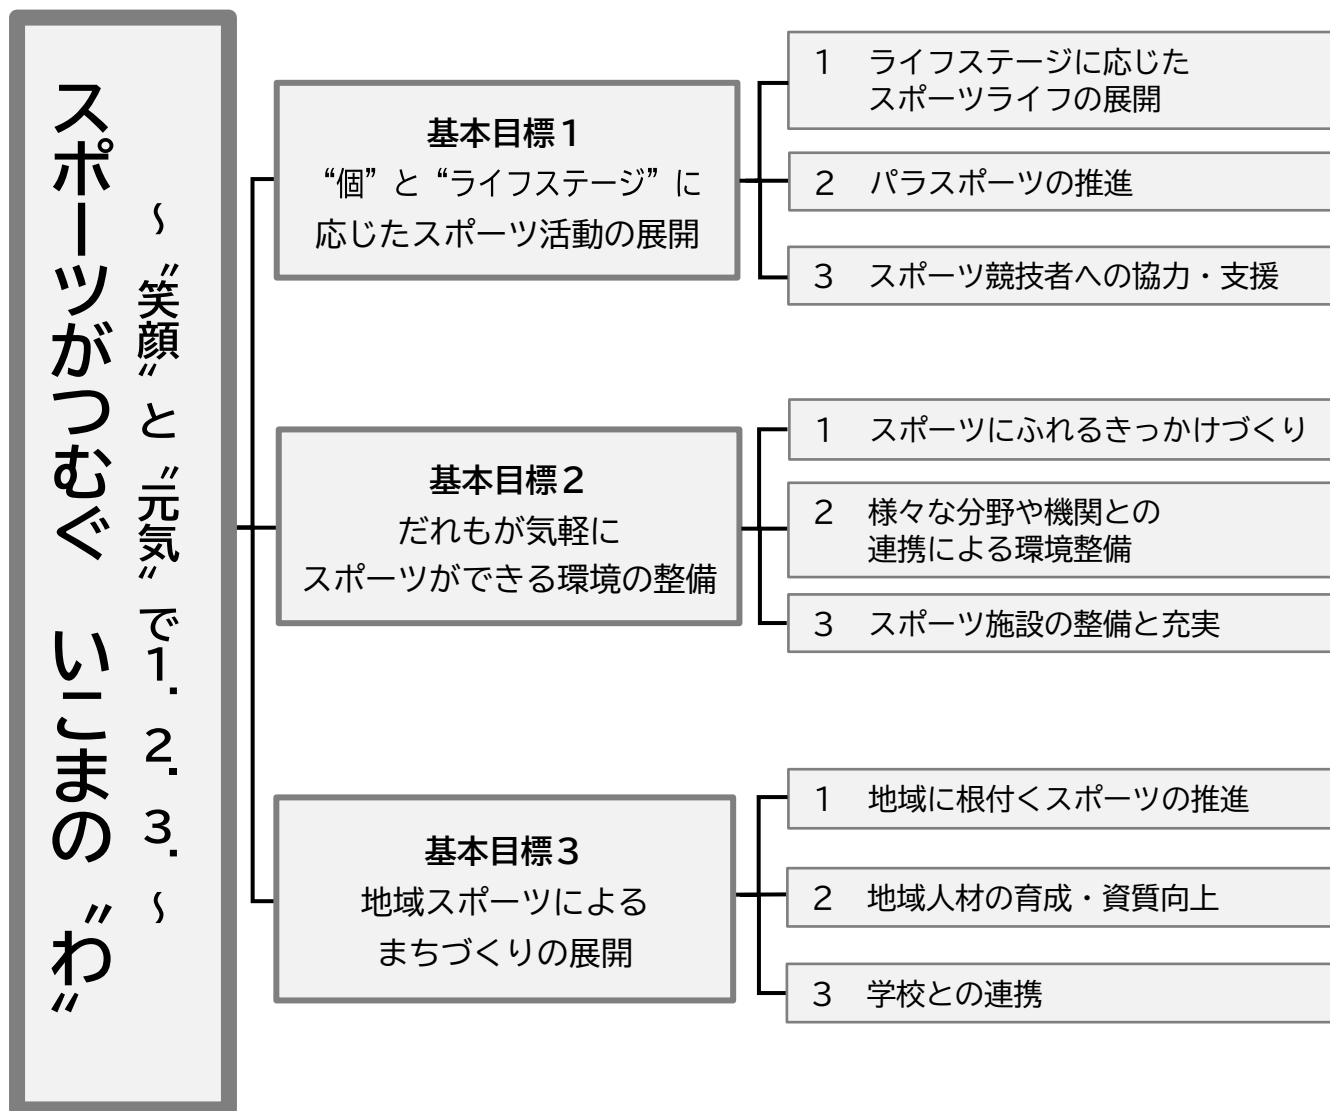 スポーツがつむぐ　いこまの〝わ〟
～〝笑顔〟と〝元気〟で１．２．３．～
基本目標１
“個”と“ライフステージ”に
応じたスポーツ活動の展開
１　ライフステージに応じた
スポーツライフの展開
２　パラスポーツの推進
３　スポーツ競技者への協力・支援
基本目標２
だれもが気軽に
スポーツができる環境の整備
１　スポーツにふれるきっかけづくり
２　様々な分野や機関との
連携による環境整備
３　スポーツ施設の整備と充実
基本目標３
地域スポーツによる
まちづくりの展開
１　地域に根付くスポーツの推進
２　地域人材の育成・資質向上
３　学校との連携